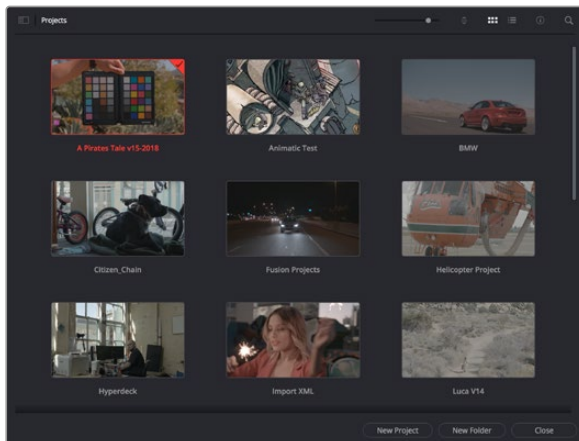 Projects
A Pirates Tale v15-2018
Animatic Test
BMW
Citizen_Chain
Fusion Projects
Helicopter Project
Hyperdeck
Import XML
Luca V14
New Project
New Folder
Close